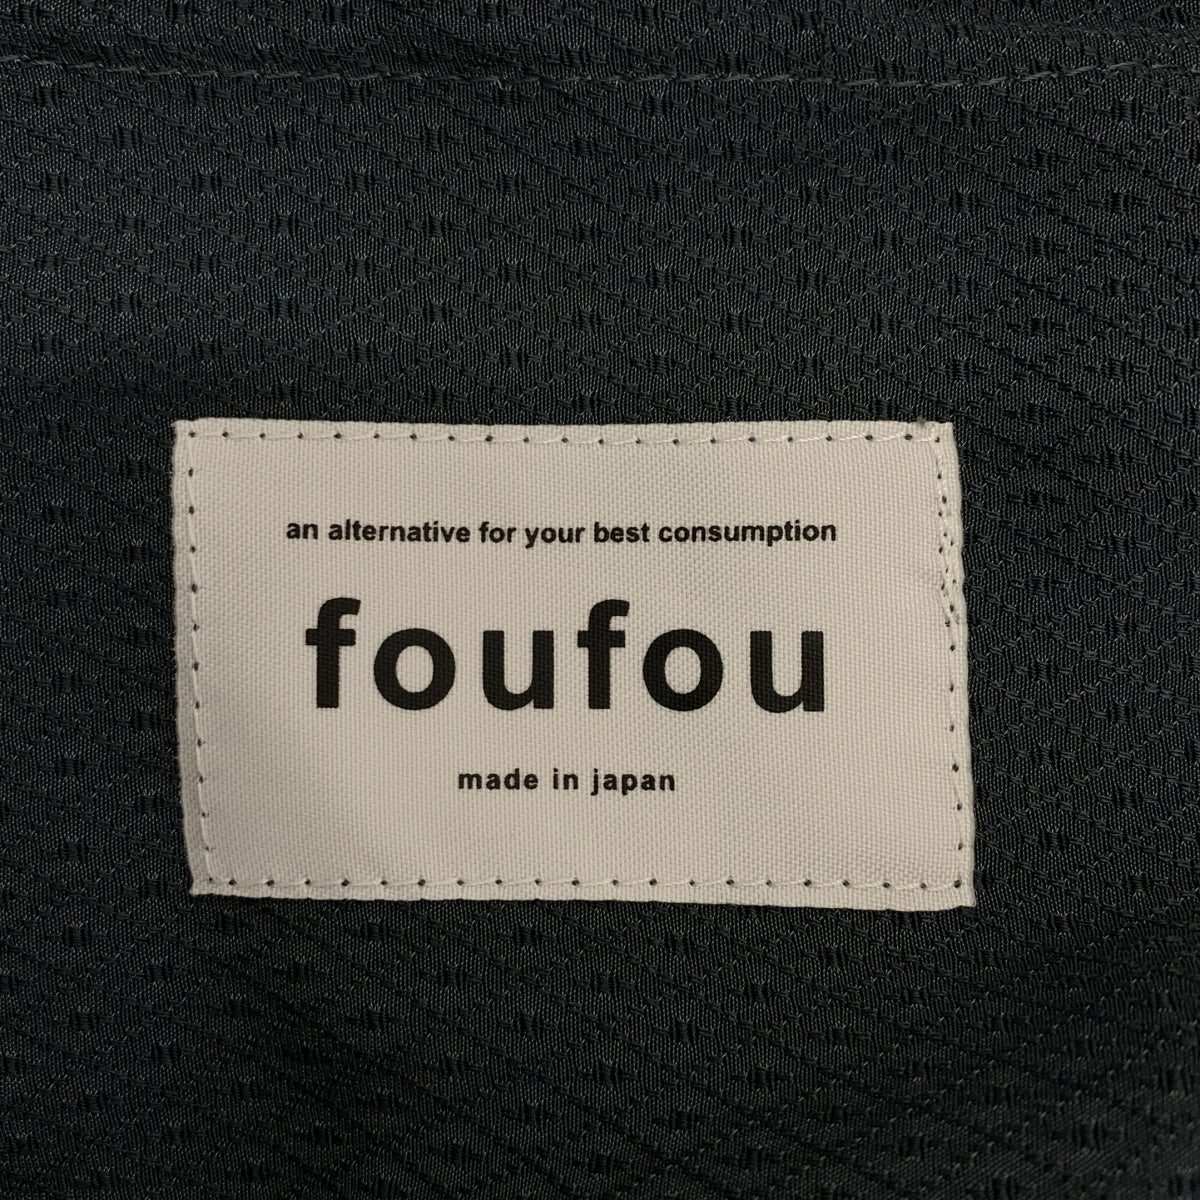 an alternative for your best consumption
foufou
made in japan